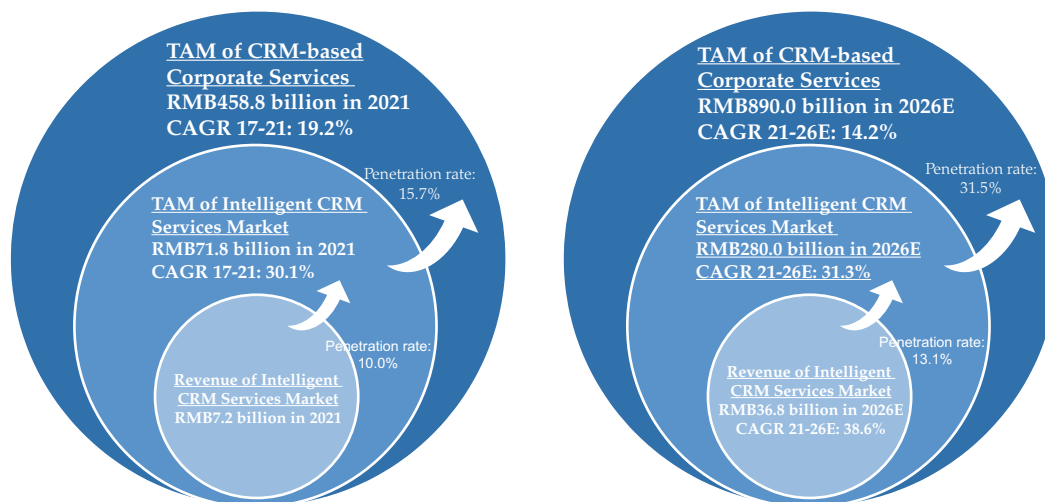 TAM of CRM-based
Corporate Services
RMB458.8 billion in 2021
CAGR 17-21: 19.2%
Penetration rate:
15.7%
TAM of Intelligent CRM
Services Market
RMB71.8 billion in 2021
CAGR 17-21: 30.1%
Penetration rate:
10.0%
Revenue of Intelligent
CRM Services Market
RMB7.2 billion in 2021
TAM of CRM-based
Corporate Services
RMB890.0 billion in 2026E
CAGR 21-26E: 14.2%
Penetration rate:
31.5%
TAM of Intelligent CRM
Services Market
RMB280.0 billion in 2026E
CAGR 21-26E: 31.3%
Penetration rate:
13.1%
Revenue of Intelligent
CRM Services Market
RMB36.8 billion in 2026E
CAGR 21-26E: 38.6%